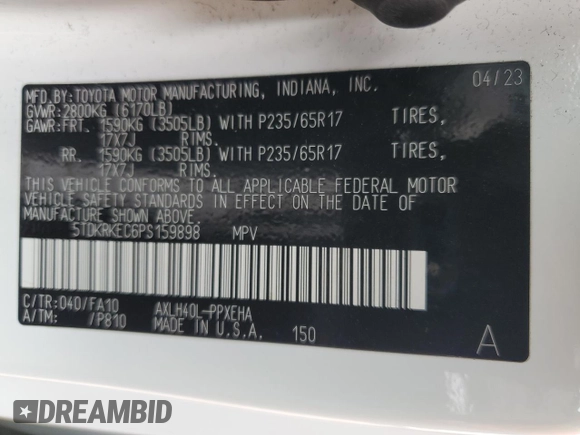 MFD.BY:TOYOTA MOTOR MANUFACTURING, INDIANA, INC. 04/23
GVWR:2800KG (6170LB)
GAWR:FRT. 1590KG (3505LB) WITH P235/65R17 TIRES,
17X7J RIMS.
RR. 1590KG (3505LB) WITH P235/65R17 TIRES,
17X7J RIMS.
THIS VEHICLE CONFORMS TO ALL APPLICABLE FEDERAL MOTOR
VEHICLE SAFETY STANDARDS IN EFFECT ON THE DATE OF
MANUFACTURE SHOWN ABOVE.
5TDKRKEC6PS159898 MPV
C/TR:040/FA10 AXLH40L-PPXEHA
A/TM: /P810 MADE IN U.S.A. 150
A
DREAMBID